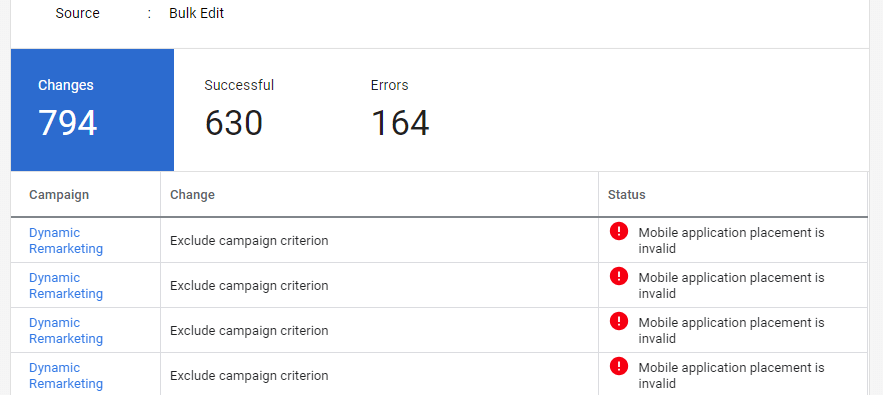 Source : Bulk Edit
Changes Successful Errors
794 630 164
Campaign Change Status
Dynamic
Remarketing
Exclude campaign criterion
Mobile application placement is
invalid
Dynamic
Remarketing
Exclude campaign criterion
Mobile application placement is
invalid
Dynamic
Remarketing
Exclude campaign criterion
Mobile application placement is
invalid
Dynamic
Remarketing
Exclude campaign criterion
Mobile application placement is
invalid